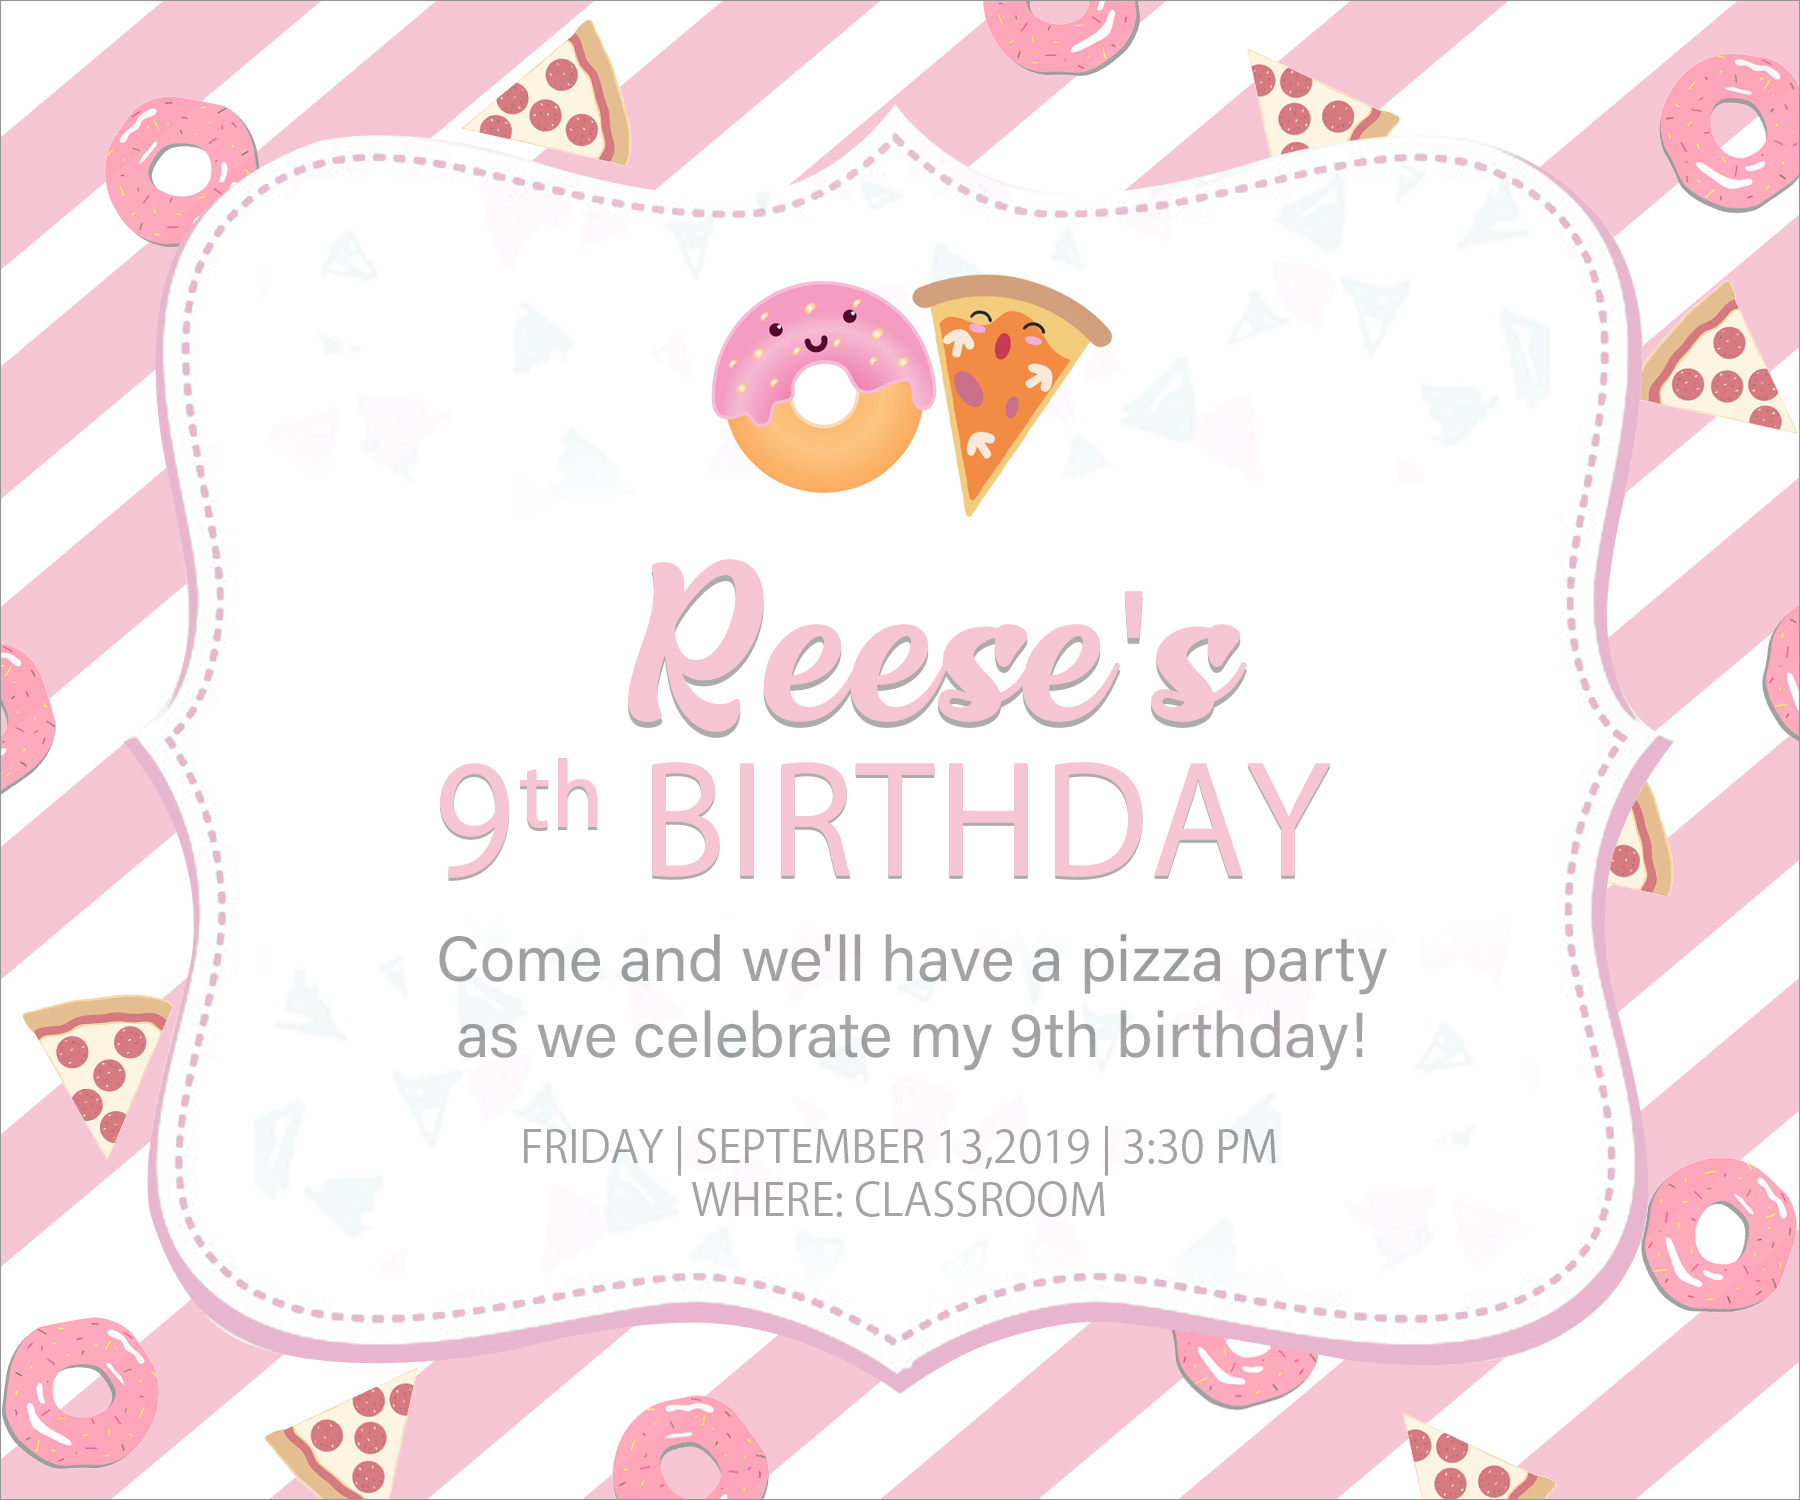 Reese's
9th BIRTHDAY
Come and we'll have a pizza party
as we celebrate my 9th birthday!
FRIDAY | SEPTEMBER 13,2019 | 3:30 PM
WHERE: CLASSROOM